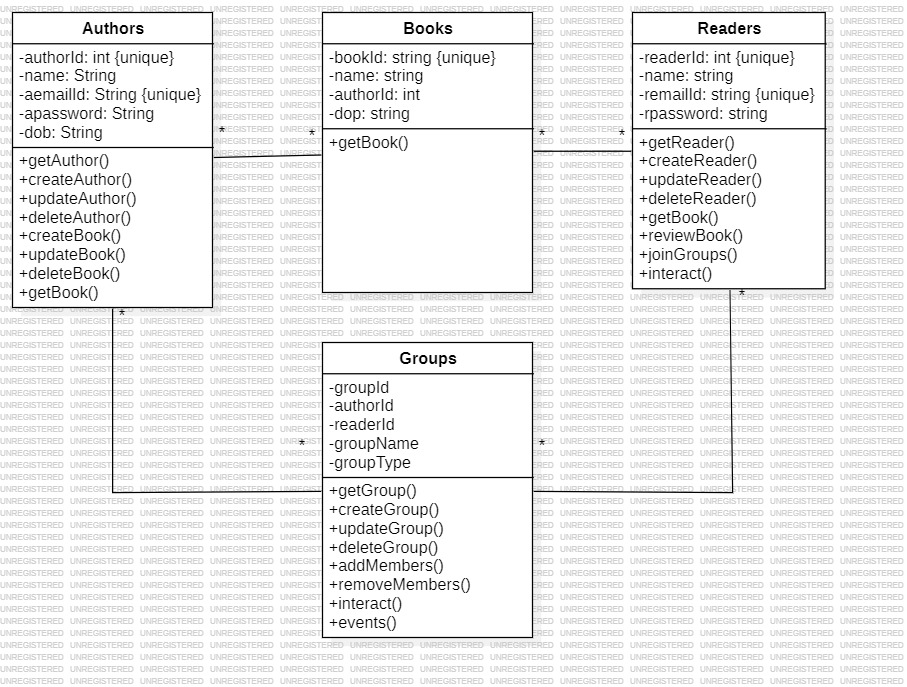 Authors
-authorId: int {unique}
-name: String
-aemailId: String {unique}
-apassword: String
-dob: String
+getAuthor()
+createAuthor()
+updateAuthor()
+deleteAuthor()
+createBook()
+updateBook()
+deleteBook()
+getBook()
*
*
Books
-bookId: string {unique}
-name: string
-authorId: int
-dop: string
+getBook()
*
*
*
Readers
-readerId: int {unique}
-name: string
-remailId: string {unique}
-rpassword: string
+getReader()
+createReader()
+updateReader()
+deleteReader()
+getBook()
+reviewBook()
+joinGroups()
+interact()
*
Groups
-groupId
-authorId
-readerId
-groupName
-groupType
+getGroup()
+createGroup()
+updateGroup()
+deleteGroup()
+addMembers()
+removeMembers()
+interact()
+events()
*
*
UNREGISTERED